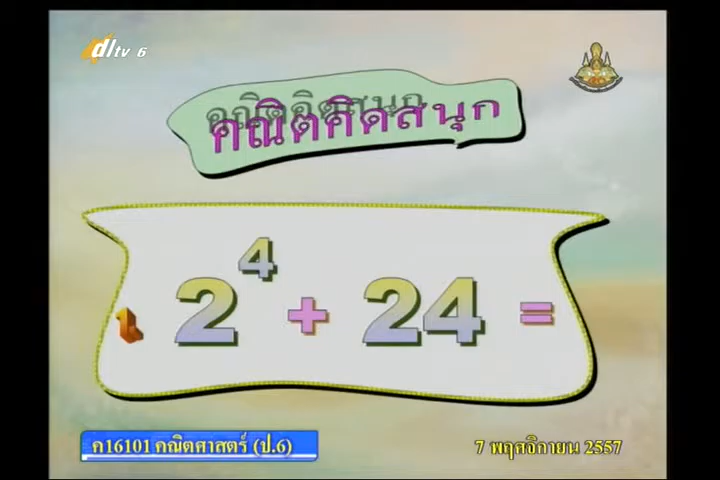 dltv 6
คณิตคิดสนุก
1. 2⁴ + 24 =
ค16101 คณิตศาสตร์ (ป.6)
7 พฤศจิกายน 2557